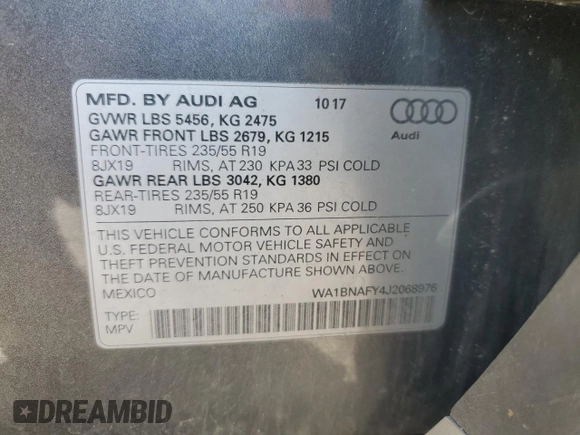 MFD. BY AUDI AG 10 17
GVWR LBS 5456, KG 2475
GAWR FRONT LBS 2679, KG 1215
FRONT-TIRES 235/55 R19
8JX19 RIMS, AT 230 KPA 33 PSI COLD
GAWR REAR LBS 3042, KG 1380
REAR-TIRES 235/55 R19
8JX19 RIMS, AT 250 KPA 36 PSI COLD
Audi
THIS VEHICLE CONFORMS TO ALL APPLICABLE
U.S. FEDERAL MOTOR VEHICLE SAFETY AND
THEFT PREVENTION STANDARDS IN EFFECT ON
THE DATE OF MANUFACTURE SHOWN ABOVE.
MEXICO WA1BNAFY4J2068976
TYPE:
MPV
DREAMBID